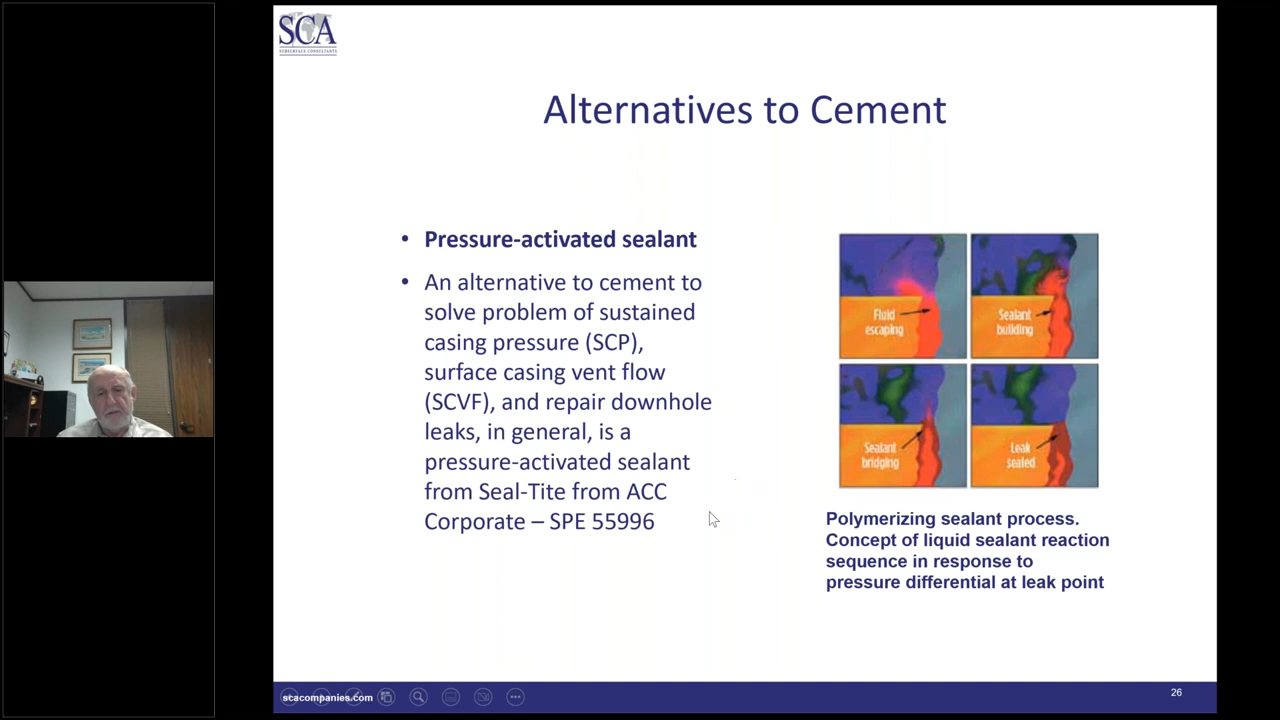 SCA
SUBSURFACE CONSULTANTS
Alternatives to Cement
• Pressure-activated sealant
• An alternative to cement to
solve problem of sustained
casing pressure (SCP),
surface casing vent flow
(SCVF), and repair downhole
leaks, in general, is a
pressure-activated sealant
from Seal-Tite from ACC
Corporate – SPE 55996
Fluid
escaping
Sealant
building
Sealant
bridging
Leak
sealed
Polymerizing sealant process.
Concept of liquid sealant reaction
sequence in response to
pressure differential at leak point
scacompanies.com
26